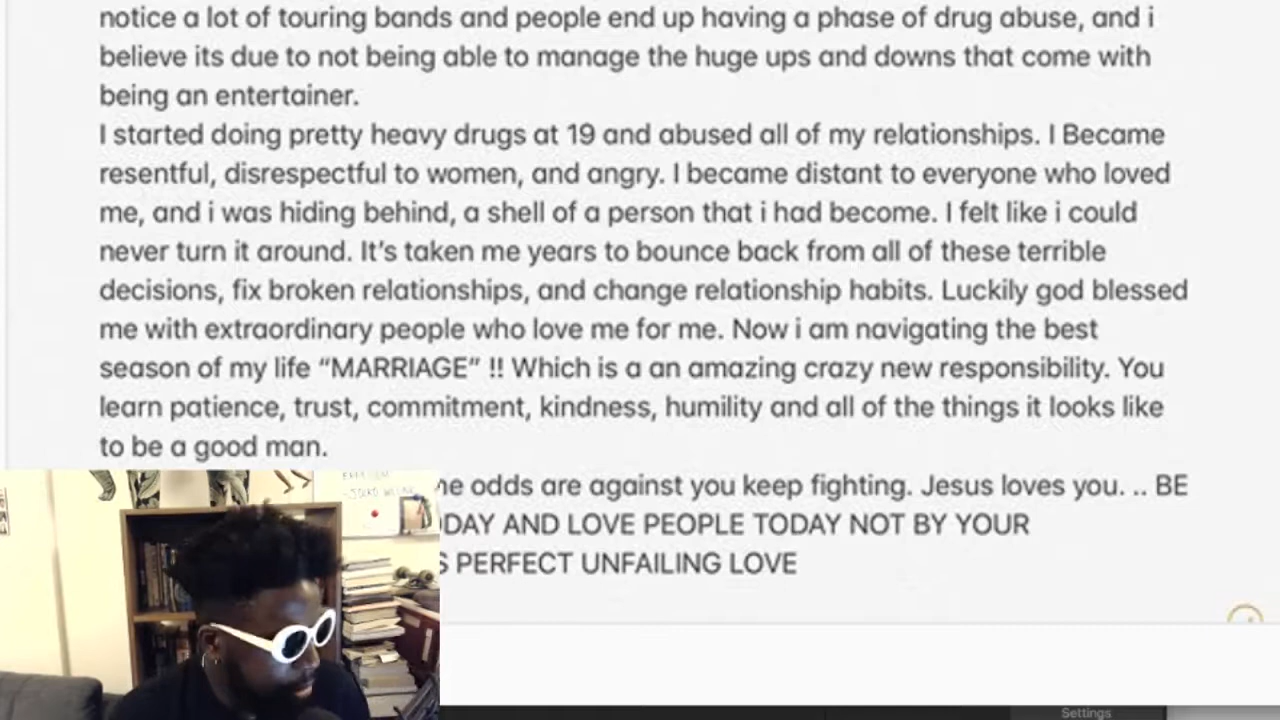 notice a lot of touring bands and people end up having a phase of drug abuse, and i
believe its due to not being able to manage the huge ups and downs that come with
being an entertainer.
I started doing pretty heavy drugs at 19 and abused all of my relationships. I Became
resentful, disrespectful to women, and angry. I became distant to everyone who loved
me, and i was hiding behind, a shell of a person that i had become. I felt like i could
never turn it around. It’s taken me years to bounce back from all of these terrible
decisions, fix broken relationships, and change relationship habits. Luckily god blessed
me with extraordinary people who love me for me. Now i am navigating the best
season of my life “MARRIAGE” !! Which is a an amazing crazy new responsibility. You
learn patience, trust, commitment, kindness, humility and all of the things it looks like
to be a good man.
odds are against you keep fighting. Jesus loves you. .. BE
AND LOVE PEOPLE TODAY NOT BY YOUR
PERFECT UNFAILING LOVE
Settings